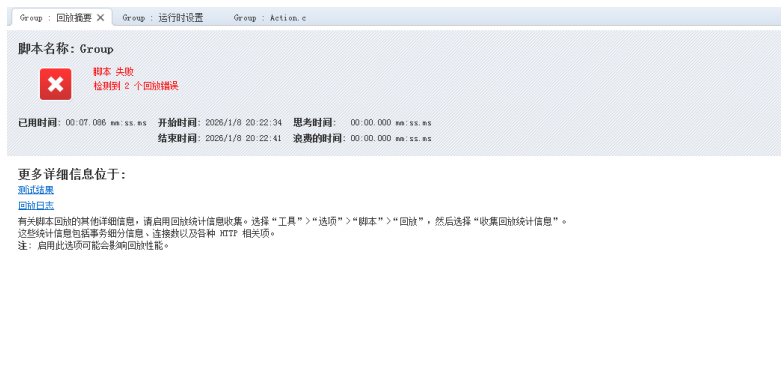 Group : 回放摘要 ✕ Group : 运行时设置 Group : Action.c
脚本名称: Group
脚本 失败
检测到 2 个回放错误
已用时间: 00:07.086 mm:ss.ms 开始时间: 2026/1/8 20:22:34 思考时间: 00:00.000 mm:ss.ms
结束时间: 2026/1/8 20:22:41 浪费的时间: 00:00.000 mm:ss.ms
更多详细信息位于:
测试结果
回放日志
有关脚本回放的其他详细信息，请启用回放统计信息收集。选择“工具”>“选项”>“脚本”>“回放”，然后选择“收集回放统计信息”。
这些统计信息包括事务细分信息、连接数以及各种 HTTP 相关项。
注: 启用此选项可能会影响回放性能。